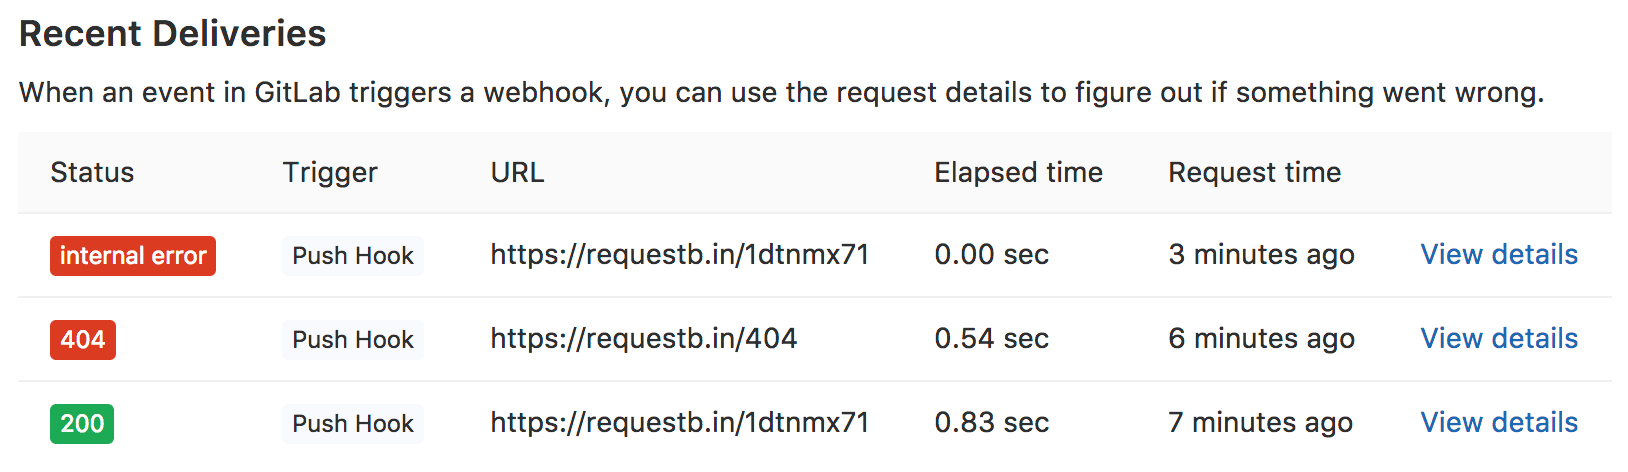 Recent Deliveries
When an event in GitLab triggers a webhook, you can use the request details to figure out if something went wrong.
Status Trigger URL Elapsed time Request time
internal error Push Hook https://requestb.in/1dtnmx71 0.00 sec 3 minutes ago View details
404 Push Hook https://requestb.in/404 0.54 sec 6 minutes ago View details
200 Push Hook https://requestb.in/1dtnmx71 0.83 sec 7 minutes ago View details